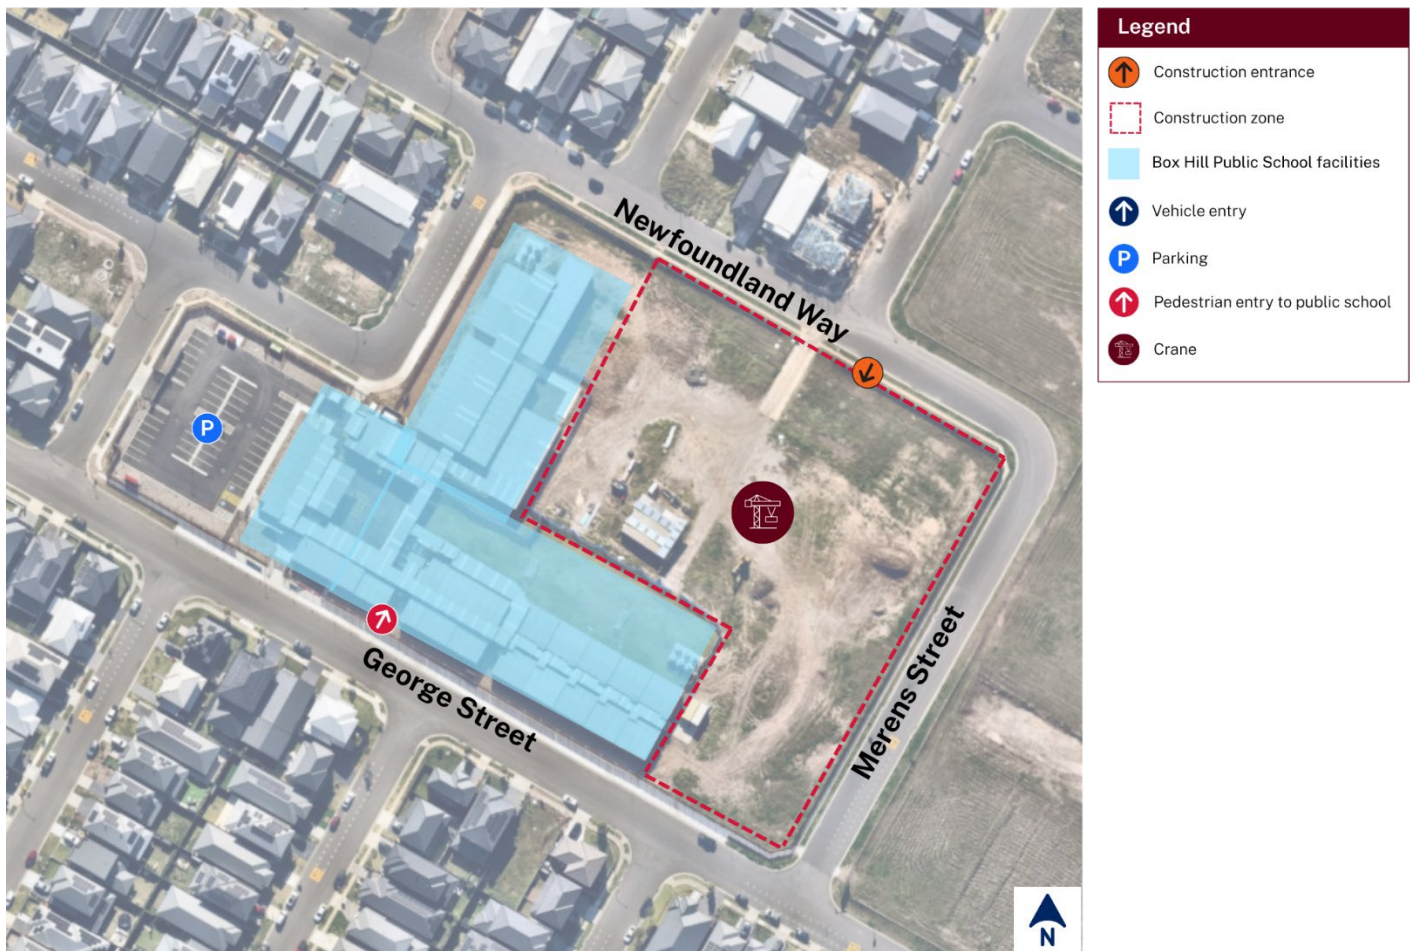 Legend
Construction entrance
Construction zone
Box Hill Public School facilities
Vehicle entry
P
Parking
Pedestrian entry to public school
Crane
Newfoundland Way
P
George Street
Merens Street
N